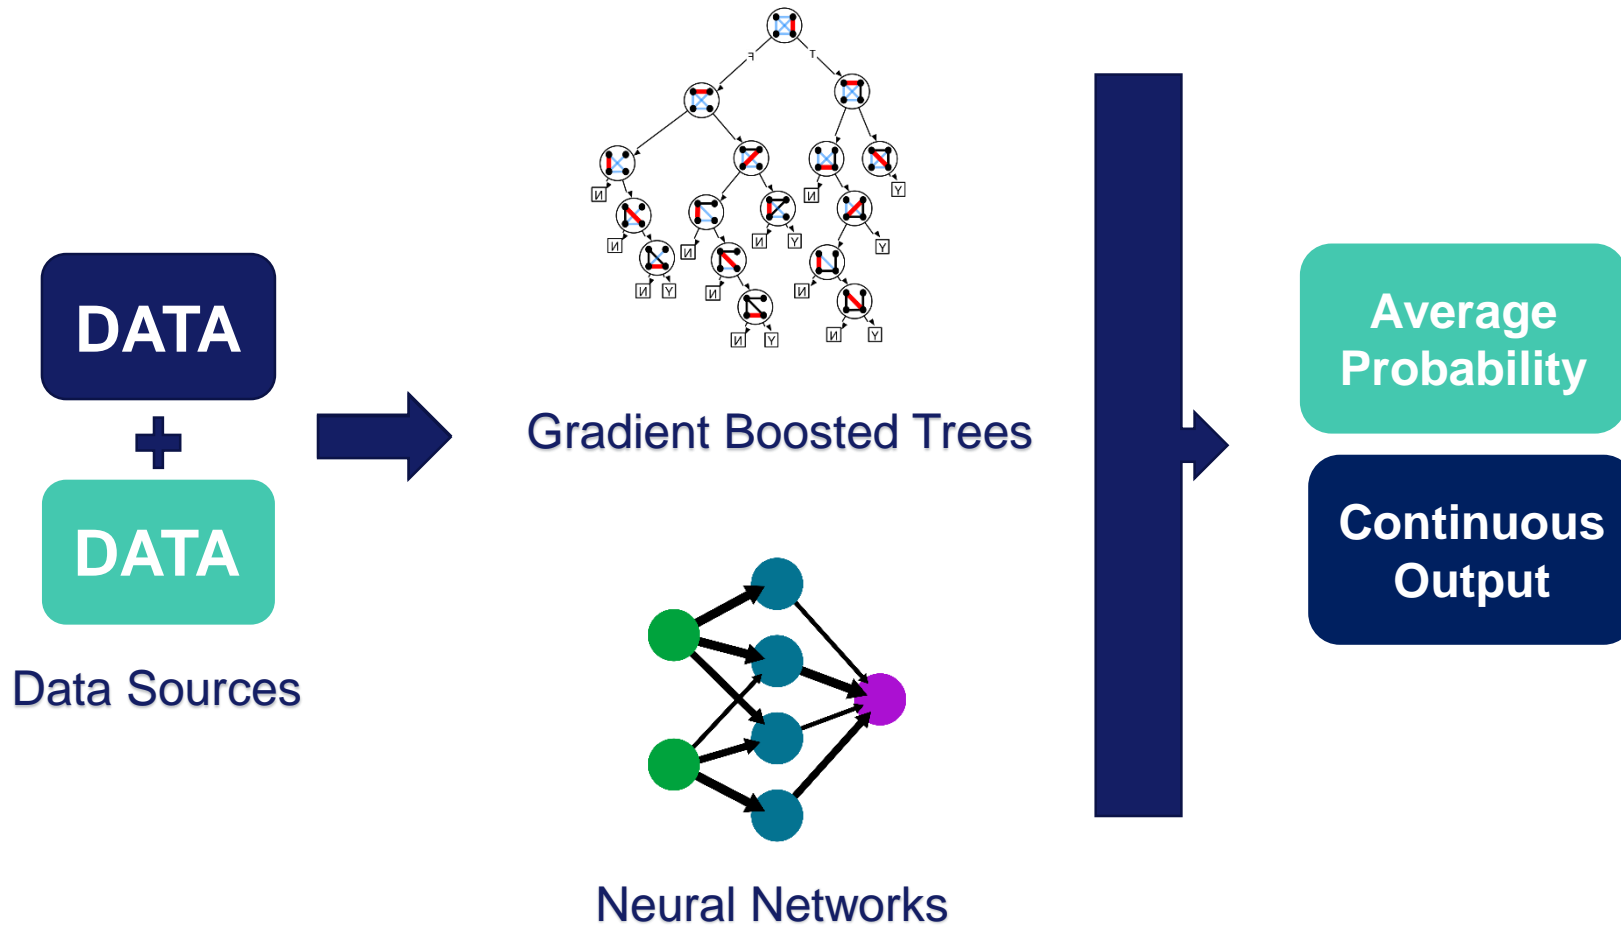 DATA
DATA
Data Sources
F T
N N Y
N N N Y Y
N Y N N
N Y N Y
Gradient Boosted Trees
Neural Networks
Average
Probability
Continuous
Output